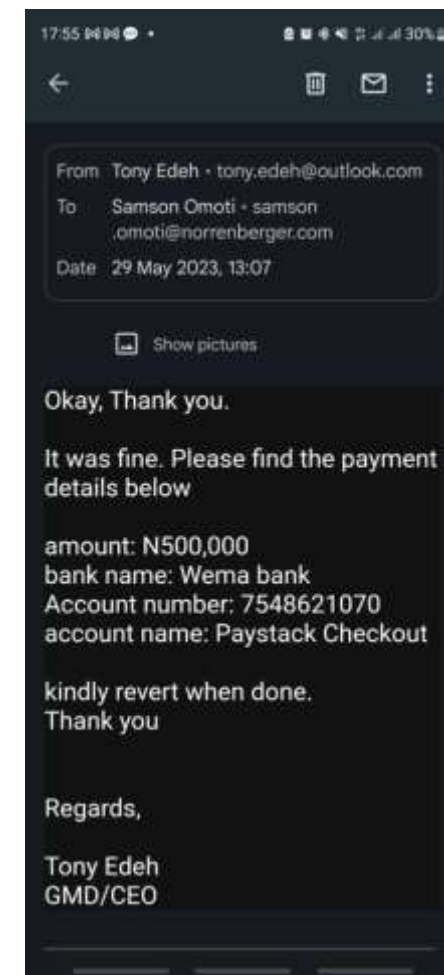 17:55
30%
From Tony Edeh • tony.edeh@outlook.com
To Samson Omoti • samson
.omoti@norrenberger.com
Date 29 May 2023, 13:07
Show pictures
Okay, Thank you.
It was fine. Please find the payment
details below
amount: N500,000
bank name: Wema bank
Account number: 7548621070
account name: Paystack Checkout
kindly revert when done.
Thank you
Regards,
Tony Edeh
GMD/CEO